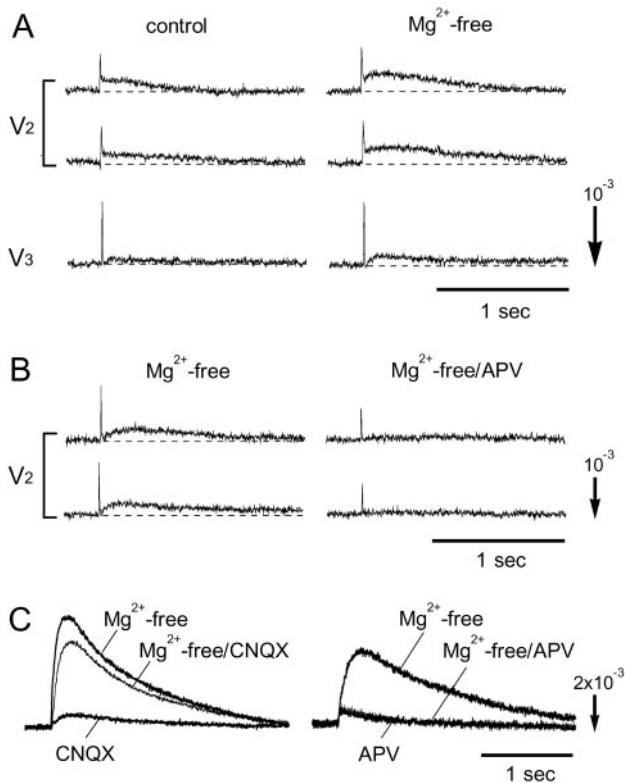 A
control
Mg²⁺-free
V₂
V₃
10⁻³
1 sec
B
Mg²⁺-free
Mg²⁺-free/APV
V₂
10⁻³
1 sec
C
Mg²⁺-free
Mg²⁺-free/CNQX
CNQX
Mg²⁺-free
Mg²⁺-free/APV
APV
2x10⁻³
1 sec